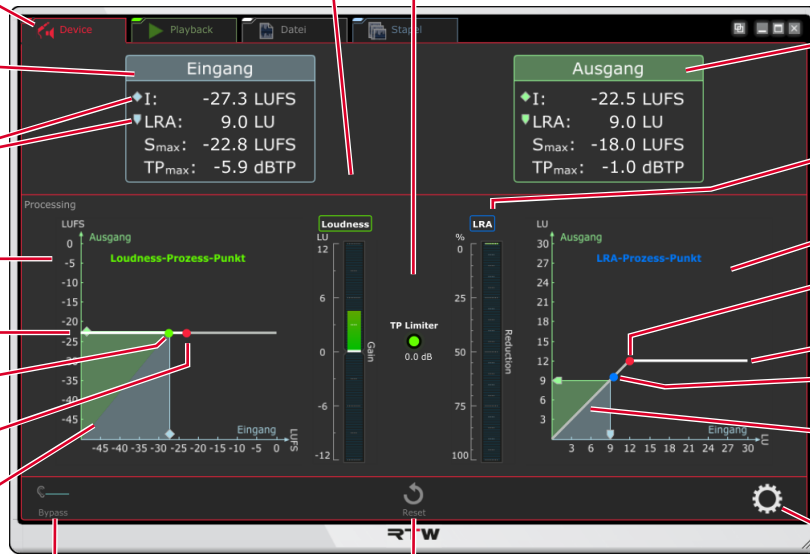 Device
Playback
Datei
Stapel
Eingang
I: -27.3 LUFS
LRA: 9.0 LU
Smax: -22.8 LUFS
TPmax: -5.9 dBTP
Ausgang
I: -22.5 LUFS
LRA: 9.0 LU
Smax: -18.0 LUFS
TPmax: -1.0 dBTP
Processing
LUFS
Ausgang
Loudness-Prozess-Punkt
0
-5
-10
-15
-20
-25
-30
-35
-40
-45
Eingang
-45 -40 -35 -30 -25 -20 -15 -10 -5 0
LUFS
Loudness
LU
12
6
0
-6
-12
Gain
TP Limiter
0.0 dB
LRA
%
0
25
50
75
100
Reduction
LU
Ausgang
LRA-Prozess-Punkt
30
27
24
21
18
15
12
9
6
3
Eingang
3 6 9 12 15 18 21 24 27 30
LU
Bypass
Reset
RTW